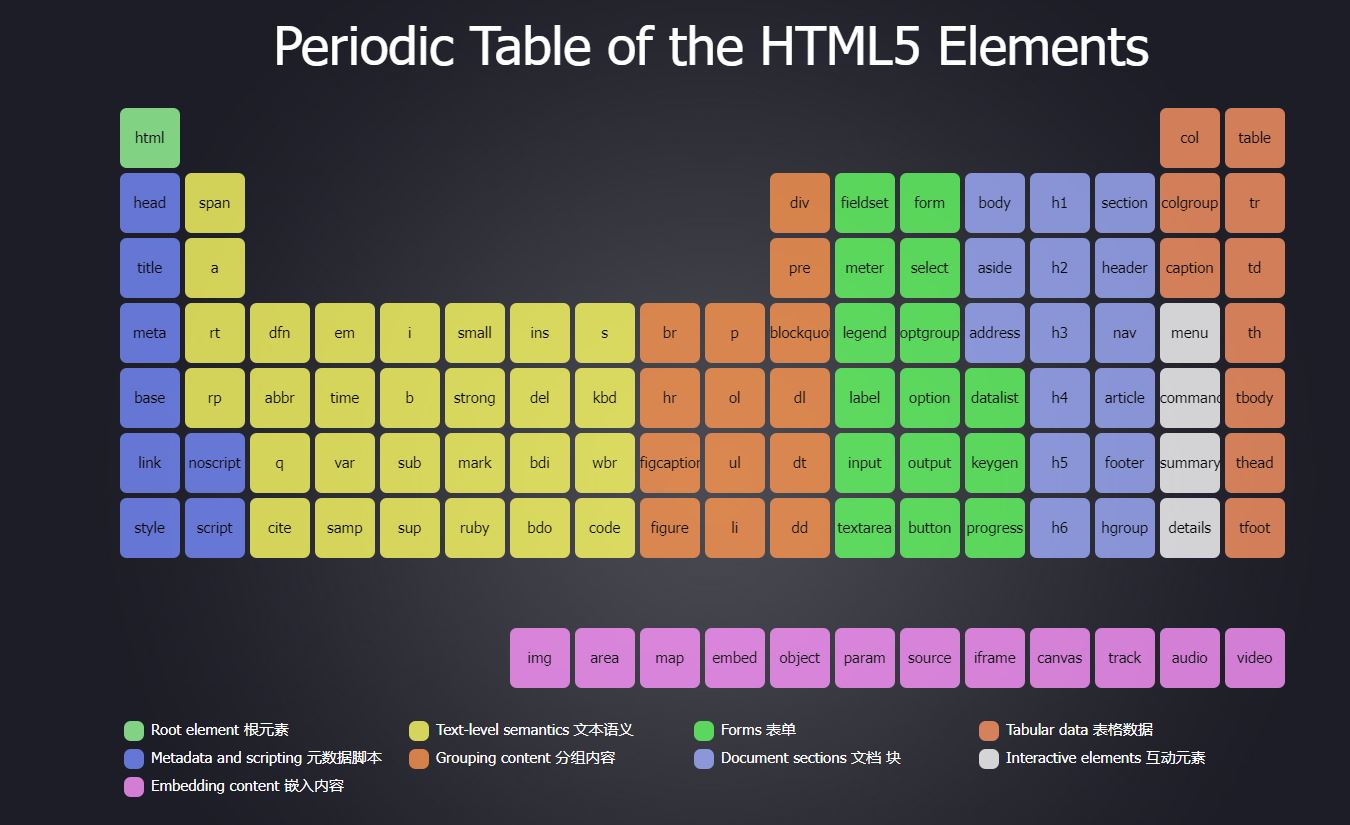 Periodic Table of the HTML5 Elements
html col table
head span div fieldset form body h1 section colgroup tr
title a pre meter select aside h2 header caption td
meta rt dfn em i small ins s br p blockquo legend optgroup address h3 nav menu th
base rp abbr time b strong del kbd hr ol dl label option datalist h4 article command tbody
link noscript q var sub mark bdi wbr figcaption ul dt input output keygen h5 footer summary thead
style script cite samp sup ruby bdo code figure li dd textarea button progress h6 hgroup details tfoot
img area map embed object param source iframe canvas track audio video
Root element 根元素 Text-level semantics 文本语义 Forms 表单 Tabular data 表格数据
Metadata and scripting 元数据脚本 Grouping content 分组内容 Document sections 文档 块 Interactive elements 互动元素
Embedding content 嵌入内容